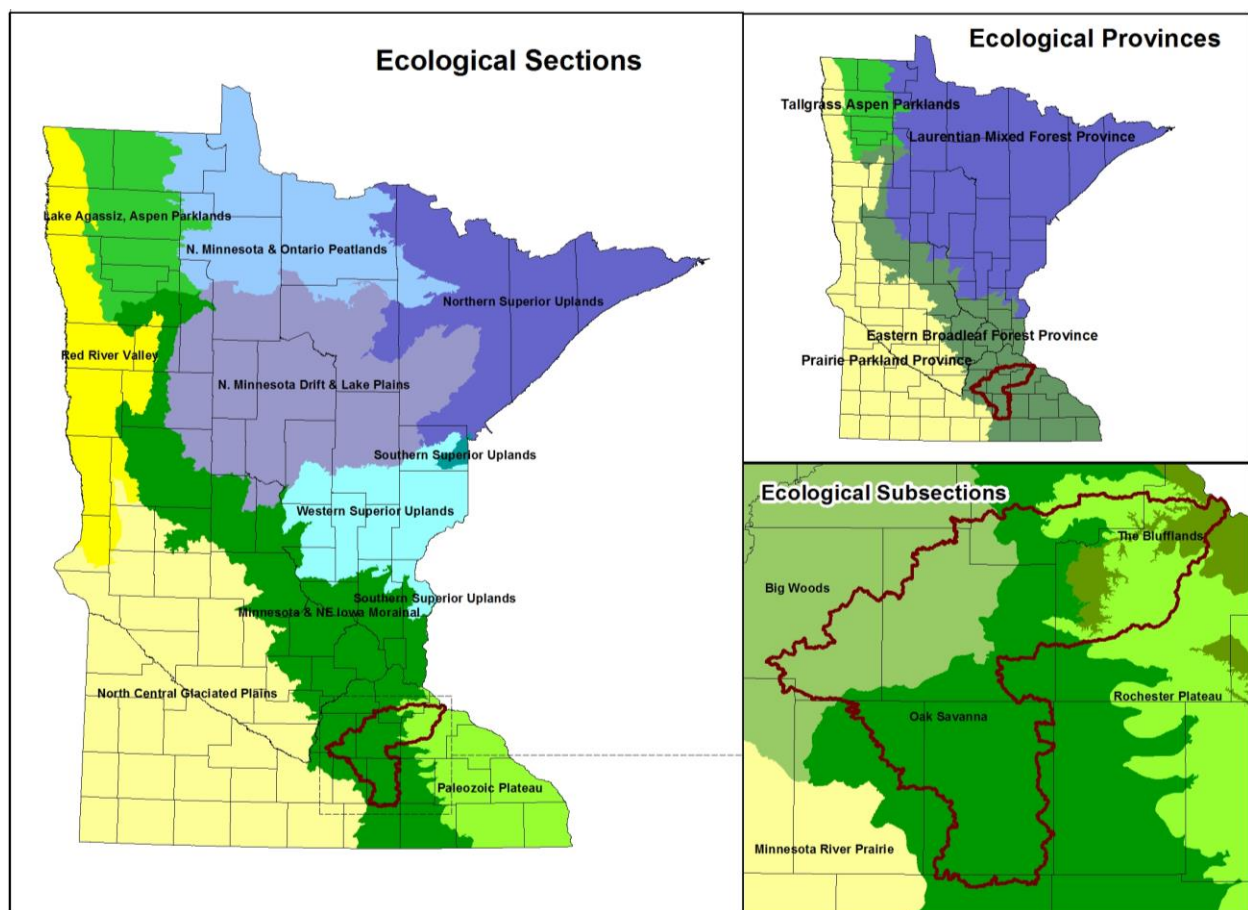 Ecological Sections
Lake Agassiz, Aspen Parklands
N. Minnesota & Ontario Peatlands
Northern Superior Uplands
Red River Valley
N. Minnesota Drift & Lake Plains
Southern Superior Uplands
Western Superior Uplands
Southern Superior Uplands
Minnesota & NE Iowa Morainal
North Central Glaciated Plains
Paleozoic Plateau
Ecological Provinces
Tallgrass Aspen Parklands
Laurentian Mixed Forest Province
Eastern Broadleaf Forest Province
Prairie Parkland Province
Ecological Subsections
The Blufflands
Big Woods
Rochester Plateau
Oak Savanna
Minnesota River Prairie